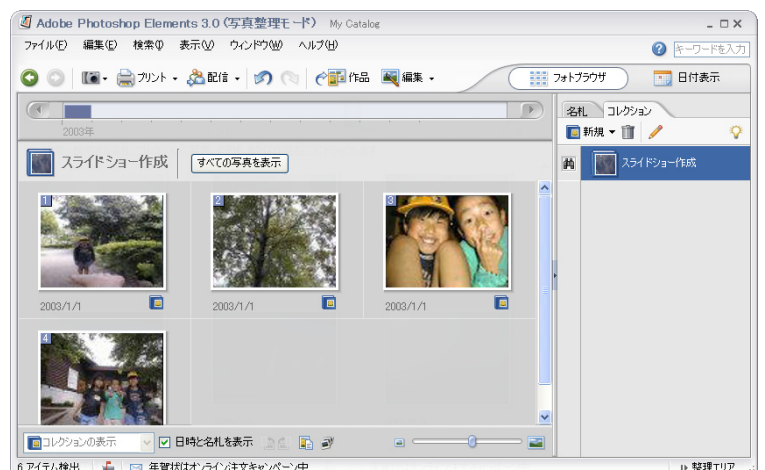 Adobe Photoshop Elements 3.0 (写真整理モード) My Catalog
ファイル(F) 編集(E) 検索(I) 表示(V) ウィンドウ(W) ヘルプ(H) キーワードを入力
プリント 配信 作品 編集 フォトブラウザ 日付表示
2003年
名札 コレクション
新規
スライドショー作成 すべての写真を表示
スライドショー作成
1 2 3
2003/1/1 2003/1/1 2003/1/1
4
コレクションの表示 日時と名札を表示
6 アイテム検出 年賀状はオンライン注文キャンペーン中 整理エリア